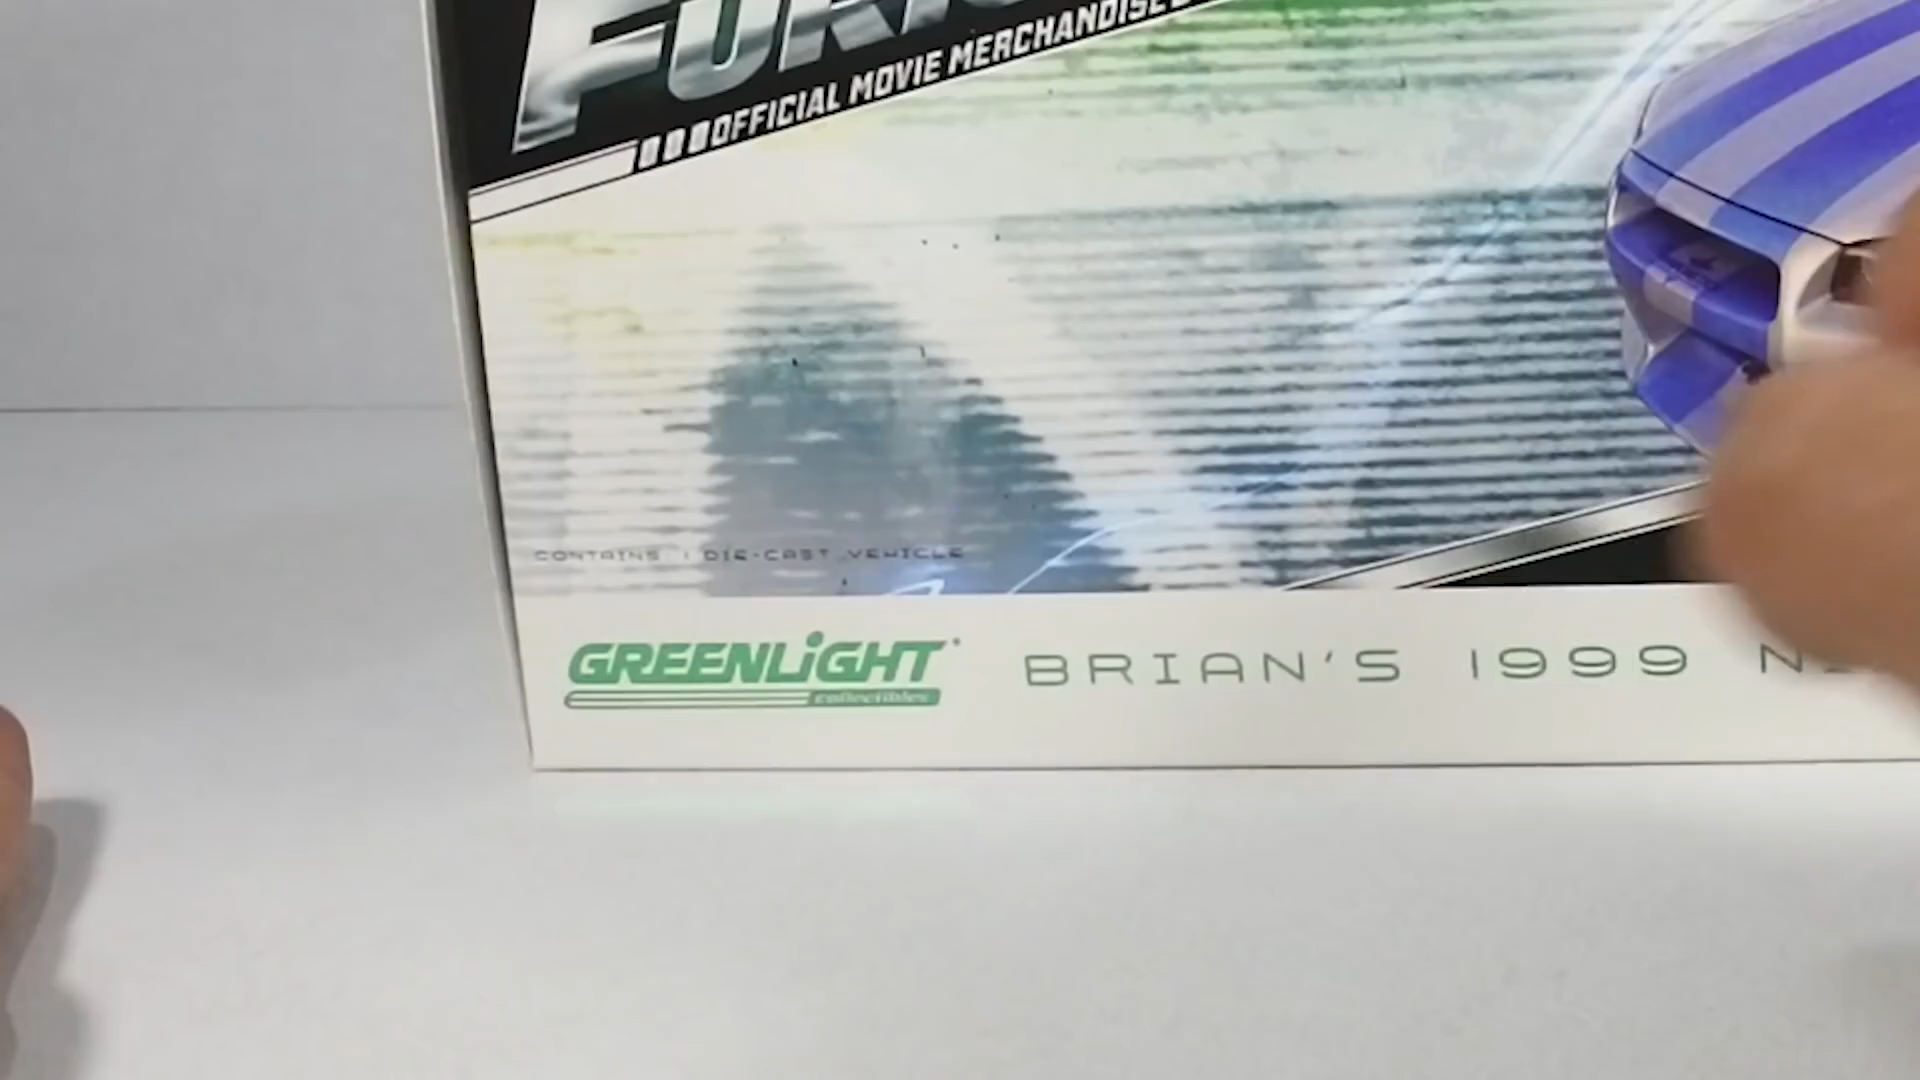 OFFICIAL MOVIE MERCHANDISE
CONTAINS 1 DIE-CAST VEHICLE
GREENLiGHT
collectibles
BRIAN'S 1999